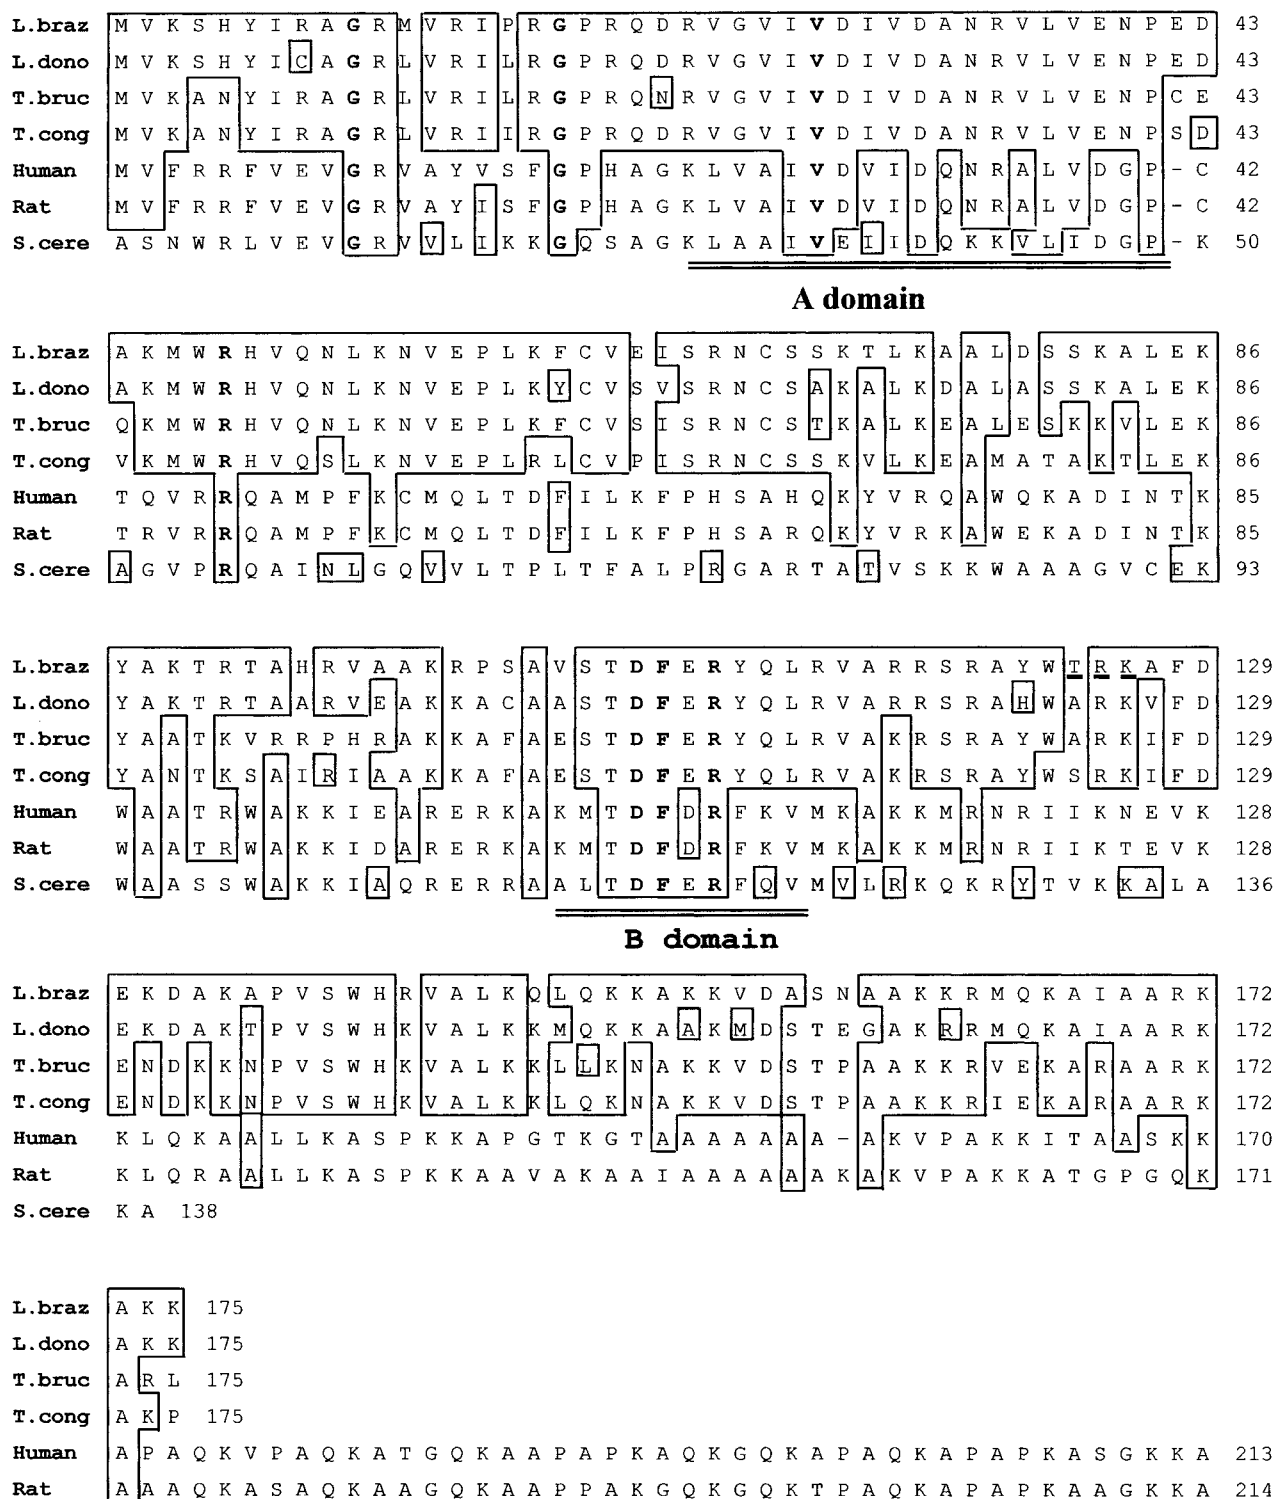 L.braz M V K S H Y I R A G R M V R I P R G P R Q D R V G V I V D I V D A N R V L V E N P E D 43
L.dono M V K S H Y I C A G R L V R I L R G P R Q D R V G V I V D I V D A N R V L V E N P E D 43
T.bruc M V K A N Y I R A G R L V R I L R G P R Q N R V G V I V D I V D A N R V L V E N P C E 43
T.cong M V K A N Y I R A G R L V R I I R G P R Q D R V G V I V D I V D A N R V L V E N P S D 43
Human M V F R R F V E V G R V A Y V S F G P H A G K L V A I V D V I D Q N R A L V D G P - C 42
Rat M V F R R F V E V G R V A Y I S F G P H A G K L V A I V D V I D Q N R A L V D G P - C 42
S.cere A S N W R L V E V G R V V L I K K G Q S A G K L A A I V E I I D Q K K V L I D G P - K 50
A domain
L.braz A K M W R H V Q N L K N V E P L K F C V E I S R N C S S K T L K A A L D S S K A L E K 86
L.dono A K M W R H V Q N L K N V E P L K Y C V S V S R N C S A K A L K D A L A S S K A L E K 86
T.bruc Q K M W R H V Q N L K N V E P L K F C V S I S R N C S T K A L K E A L E S K K V L E K 86
T.cong V K M W R H V Q S L K N V E P L R L C V P I S R N C S S K V L K E A M A T A K T L E K 86
Human T Q V R R Q A M P F K C M Q L T D F I L K F P H S A H Q K Y V R Q A W Q K A D I N T K 85
Rat T R V R R Q A M P F K C M Q L T D F I L K F P H S A R Q K Y V R K A W E K A D I N T K 85
S.cere A G V P R Q A I N L G Q V V L T P L T F A L P R G A R T A T V S K K W A A A G V C E K 93
L.braz Y A K T R T A H R V A A K R P S A V S T D F E R Y Q L R V A R R S R A Y W T R K A F D 129
L.dono Y A K T R T A A R V E A K K A C A A S T D F E R Y Q L R V A R R S R A H W A R K V F D 129
T.bruc Y A A T K V R R P H R A K K A F A E S T D F E R Y Q L R V A K R S R A Y W A R K I F D 129
T.cong Y A N T K S A I R I A A K K A F A E S T D F E R Y Q L R V A K R S R A Y W S R K I F D 129
Human W A A T R W A K K I E A R E R K A K M T D F D R F K V M K A K K M R N R I I K N E V K 128
Rat W A A T R W A K K I D A R E R K A K M T D F D R F K V M K A K K M R N R I I K T E V K 128
S.cere W A A S S W A K K I A Q R E R R A A L T D F E R F Q V M V L R K Q K R Y T V K K A L A 136
B domain
L.braz E K D A K A P V S W H R V A L K Q L Q K K A K K V D A S N A A K K R M Q K A I A A R K 172
L.dono E K D A K T P V S W H K V A L K K M Q K K A A K M D S T E G A K R R M Q K A I A A R K 172
T.bruc E N D K K N P V S W H K V A L K K L L K N A K K V D S T P A A K K R V E K A R A A R K 172
T.cong E N D K K N P V S W H K V A L K K L Q K N A K K V D S T P A A K K R I E K A R A A R K 172
Human K L Q K A A L L K A S P K K A P G T K G T A A A A A A A - A K V P A K K I T A A S K K 170
Rat K L Q R A A L L K A S P K K A A V A K A A I A A A A A A K A K V P A K K A T G P G Q K 171
S.cere K A 138
L.braz A K K 175
L.dono A K K 175
T.bruc A R L 175
T.cong A K P 175
Human A P A Q K V P A Q K A T G Q K A A P A P K A Q K G Q K A P A Q K A P A P K A S G K K A 213
Rat A A A Q K A S A Q K A A G Q K A A P P A K G Q K G Q K T P A Q K A P A P K A A G K K A 214